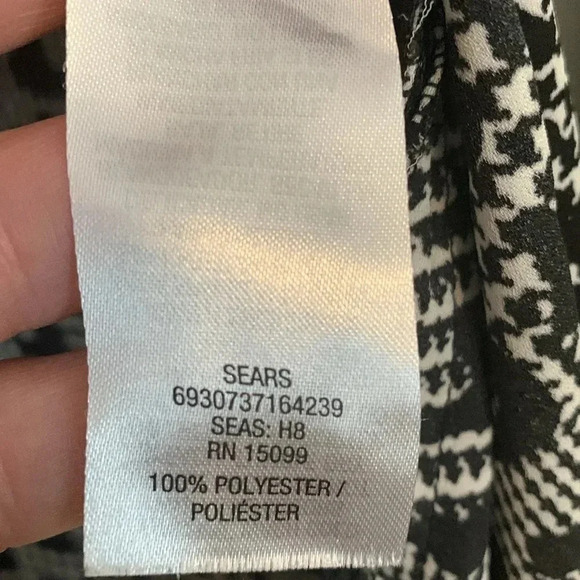 SEARS
6930737164239
SEAS: H8
RN 15099
100% POLYESTER /
POLIÉSTER